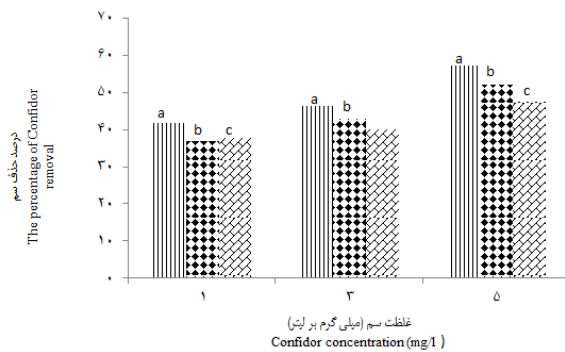 ۷۰
۶۰
۵۰
۴۰
۳۰
۲۰
۱۰
۰
درصد حذف سم
The percentage of Confidor
removal
a
b
c
a
b
a
b
c
۱
۳
۵
غلظت سم (میلی گرم بر لیتر)
Confidor concentration (mg/l )